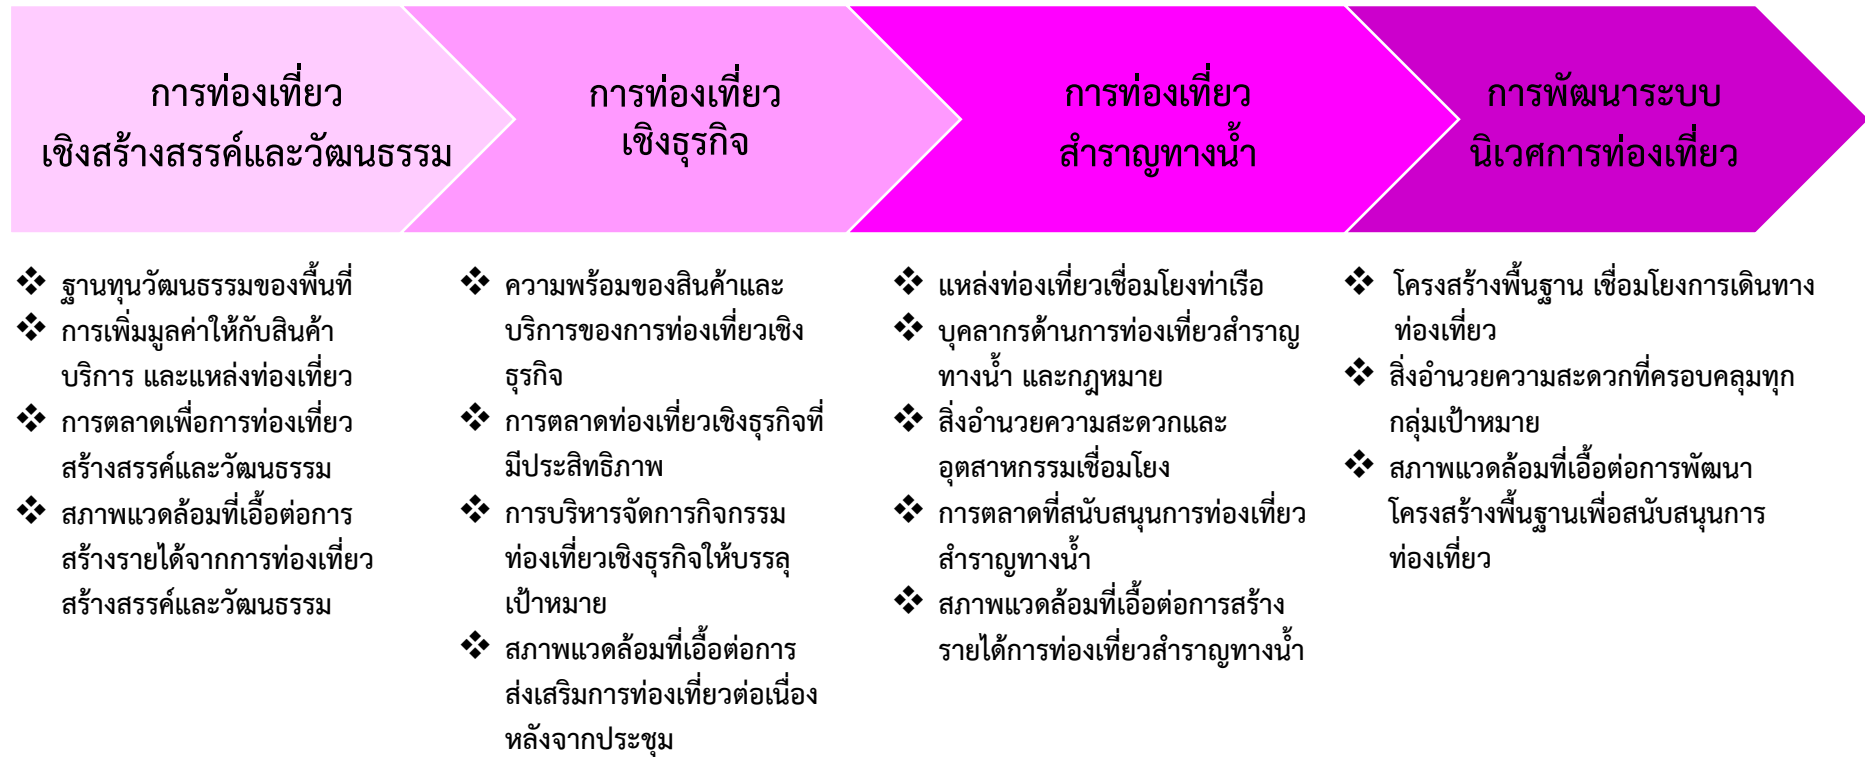 การท่องเที่ยว
เชิงสร้างสรรค์และวัฒนธรรม
การท่องเที่ยว
เชิงธุรกิจ
การท่องเที่ยว
สำราญทางน้ำ
การพัฒนาระบบ
นิเวศการท่องเที่ยว
❖ ฐานทุนวัฒนธรรมของพื้นที่
❖ การเพิ่มมูลค่าให้กับสินค้า
บริการ และแหล่งท่องเที่ยว
❖ การตลาดเพื่อการท่องเที่ยว
สร้างสรรค์และวัฒนธรรม
❖ สภาพแวดล้อมที่เอื้อต่อการ
สร้างรายได้จากการท่องเที่ยว
สร้างสรรค์และวัฒนธรรม
❖ ความพร้อมของสินค้าและ
บริการของการท่องเที่ยวเชิง
ธุรกิจ
❖ การตลาดท่องเที่ยวเชิงธุรกิจที่
มีประสิทธิภาพ
❖ การบริหารจัดการกิจกรรม
ท่องเที่ยวเชิงธุรกิจให้บรรลุ
เป้าหมาย
❖ สภาพแวดล้อมที่เอื้อต่อการ
ส่งเสริมการท่องเที่ยวต่อเนื่อง
หลังจากประชุม
❖ แหล่งท่องเที่ยวเชื่อมโยงท่าเรือ
❖ บุคลากรด้านการท่องเที่ยวสำราญ
ทางน้ำ และกฎหมาย
❖ สิ่งอำนวยความสะดวกและ
อุตสาหกรรมเชื่อมโยง
❖ การตลาดที่สนับสนุนการท่องเที่ยว
สำราญทางน้ำ
❖ สภาพแวดล้อมที่เอื้อต่อการสร้าง
รายได้การท่องเที่ยวสำราญทางน้ำ
❖ โครงสร้างพื้นฐาน เชื่อมโยงการเดินทาง
ท่องเที่ยว
❖ สิ่งอำนวยความสะดวกที่ครอบคลุมทุก
กลุ่มเป้าหมาย
❖ สภาพแวดล้อมที่เอื้อต่อการพัฒนา
โครงสร้างพื้นฐานเพื่อสนับสนุนการ
ท่องเที่ยว